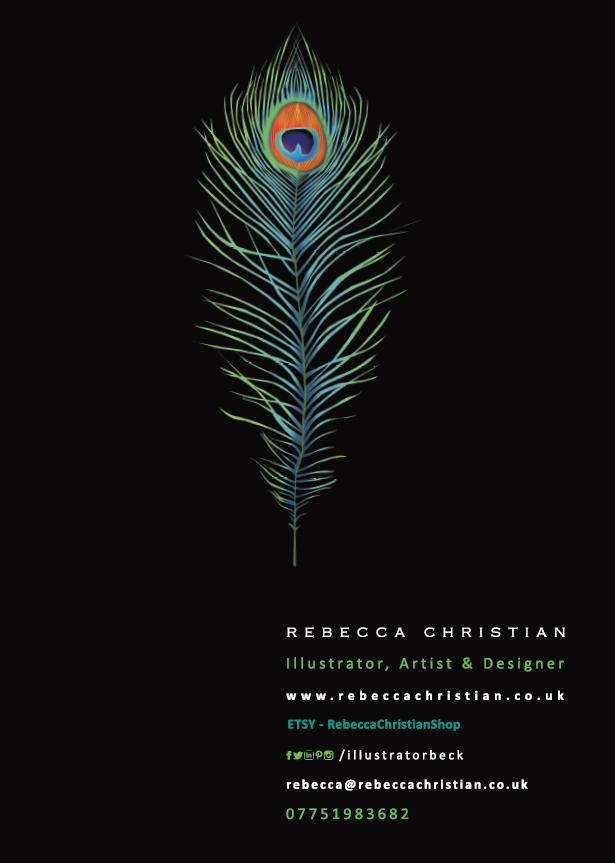 REBECCA CHRISTIAN
Illustrator, Artist & Designer
www.rebeccachristian.co.uk
ETSY - RebeccaChristianShop
/illustratorbeck
rebecca@rebeccachristian.co.uk
07751983682